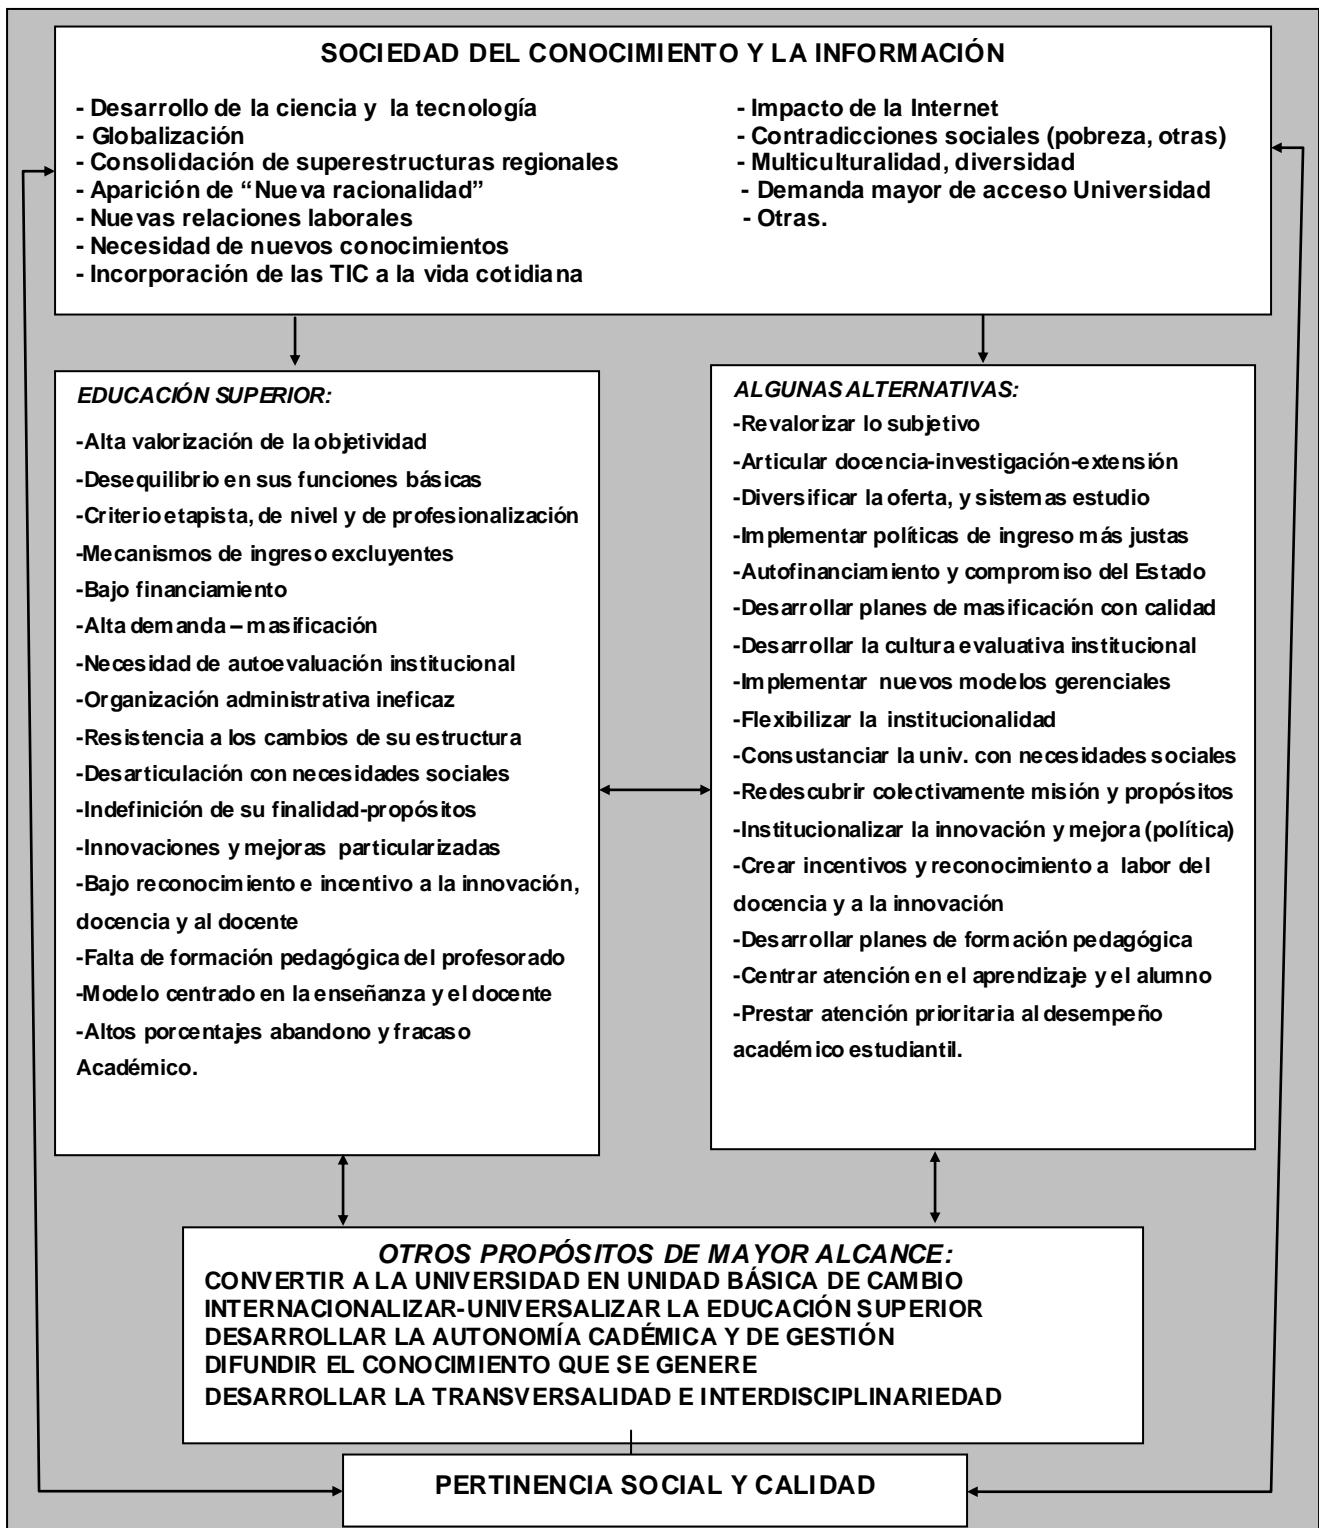 SOCIEDAD DEL CONOCIMIENTO Y LA INFORMACIÓN
- Desarrollo de la ciencia y la tecnología
- Globalización
- Consolidación de superestructuras regionales
- Aparición de “Nueva racionalidad”
- Nuevas relaciones laborales
- Necesidad de nuevos conocimientos
- Incorporación de las TIC a la vida cotidiana
- Impacto de la Internet
- Contradicciones sociales (pobreza, otras)
- Multiculturalidad, diversidad
- Demanda mayor de acceso Universidad
- Otras.
EDUCACIÓN SUPERIOR:
-Alta valorización de la objetividad
-Desequilibrio en sus funciones básicas
-Criterio etapista, de nivel y de profesionalización
-Mecanismos de ingreso excluyentes
-Bajo financiamiento
-Alta demanda – masificación
-Necesidad de autoevaluación institucional
-Organización administrativa ineficaz
-Resistencia a los cambios de su estructura
-Desarticulación con necesidades sociales
-Indefinición de su finalidad-propósitos
-Innovaciones y mejoras particularizadas
-Bajo reconocimiento e incentivo a la innovación,
docencia y al docente
-Falta de formación pedagógica del profesorado
-Modelo centrado en la enseñanza y el docente
-Altos porcentajes abandono y fracaso
Académico.
ALGUNAS ALTERNATIVAS:
-Revalorizar lo subjetivo
-Articular docencia-investigación-extensión
-Diversificar la oferta, y sistemas estudio
-Implementar políticas de ingreso más justas
-Autofinanciamiento y compromiso del Estado
-Desarrollar planes de masificación con calidad
-Desarrollar la cultura evaluativa institucional
-Implementar nuevos modelos gerenciales
-Flexibilizar la institucionalidad
-Consustanciar la univ. con necesidades sociales
-Redescubrir colectivamente misión y propósitos
-Institucionalizar la innovación y mejora (política)
-Crear incentivos y reconocimiento a labor del
docencia y a la innovación
-Desarrollar planes de formación pedagógica
-Centrar atención en el aprendizaje y el alumno
-Prestar atención prioritaria al desempeño
académico estudiantil.
OTROS PROPÓSITOS DE MAYOR ALCANCE:
CONVERTIR A LA UNIVERSIDAD EN UNIDAD BÁSICA DE CAMBIO
INTERNACIONALIZAR-UNIVERSALIZAR LA EDUCACIÓN SUPERIOR
DESARROLLAR LA AUTONOMÍA CADÉMICA Y DE GESTIÓN
DIFUNDIR EL CONOCIMIENTO QUE SE GENERE
DESARROLLAR LA TRANSVERSALIDAD E INTERDISCIPLINARIEDAD
PERTINENCIA SOCIAL Y CALIDAD